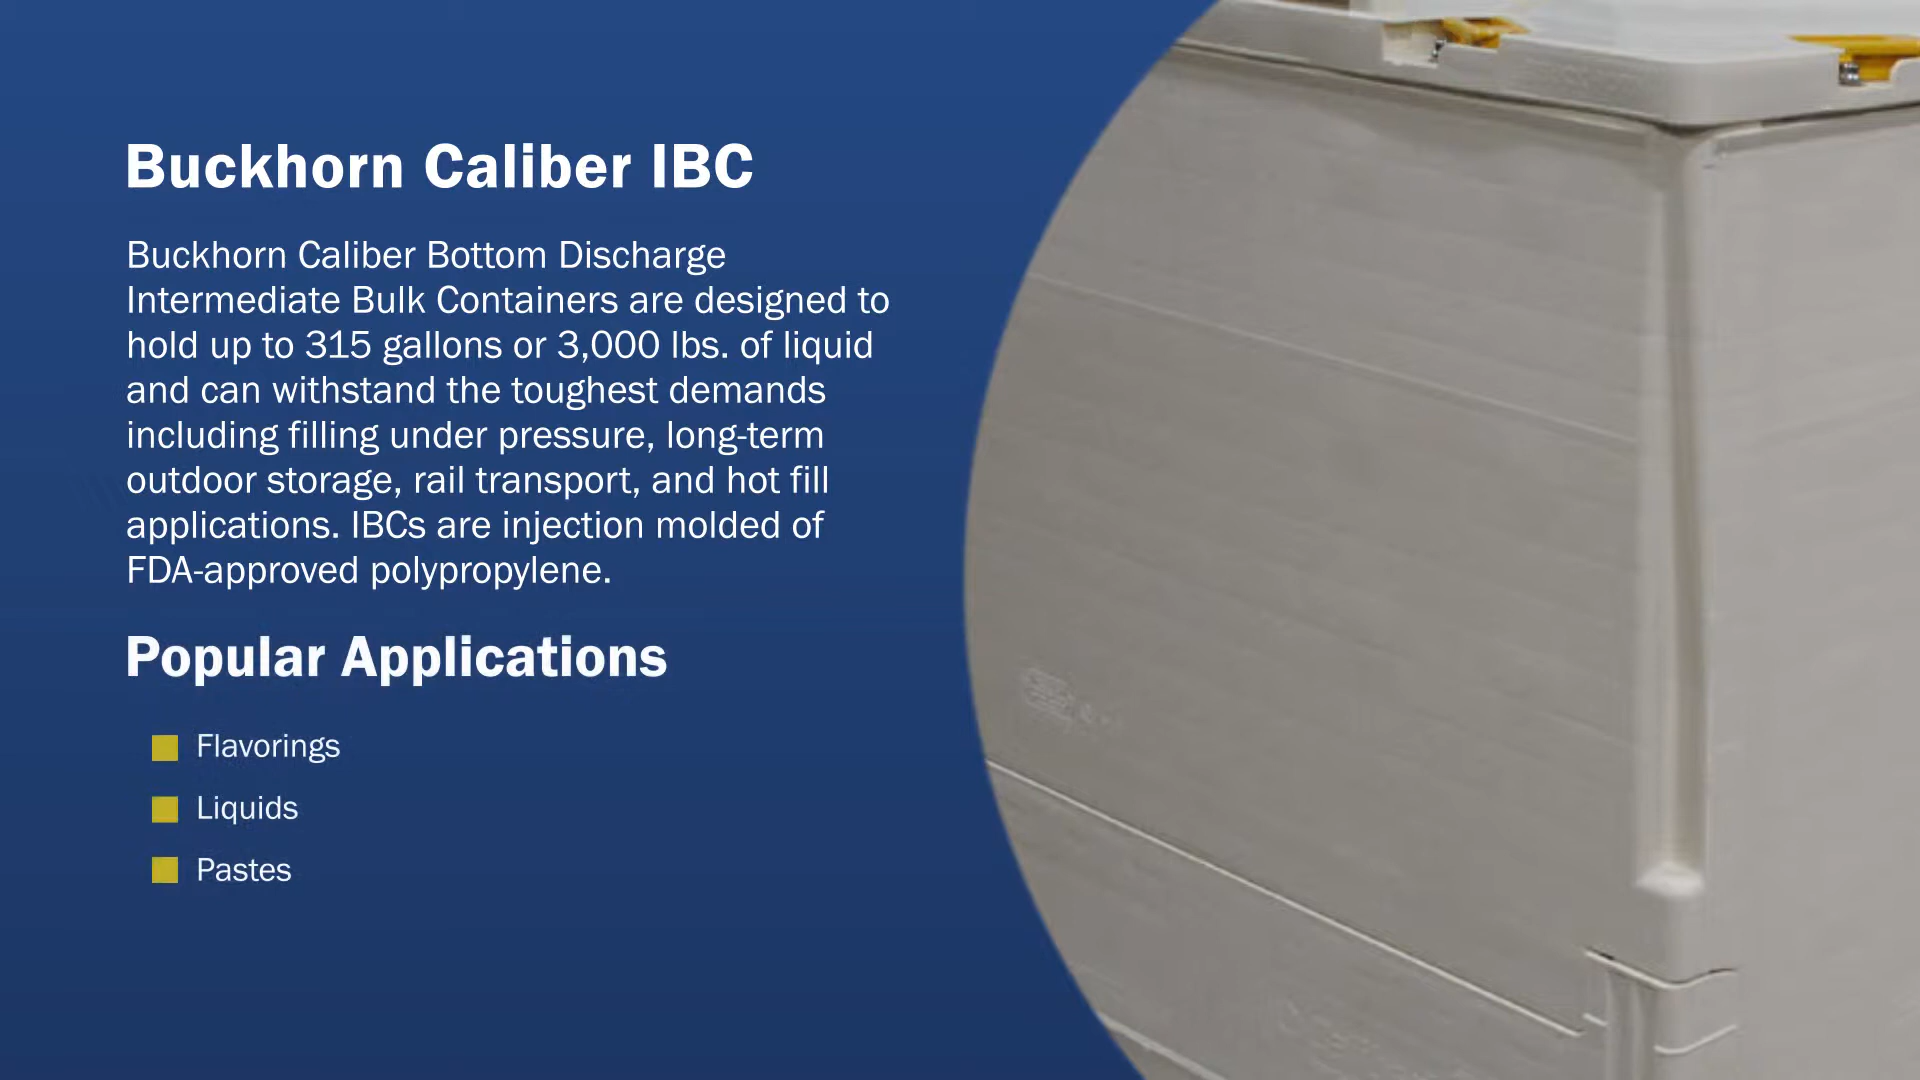 Buckhorn Caliber IBC
Buckhorn Caliber Bottom Discharge
Intermediate Bulk Containers are designed to
hold up to 315 gallons or 3,000 lbs. of liquid
and can withstand the toughest demands
including filling under pressure, long-term
outdoor storage, rail transport, and hot fill
applications. IBCs are injection molded of
FDA-approved polypropylene.
Popular Applications
Flavorings
Liquids
Pastes